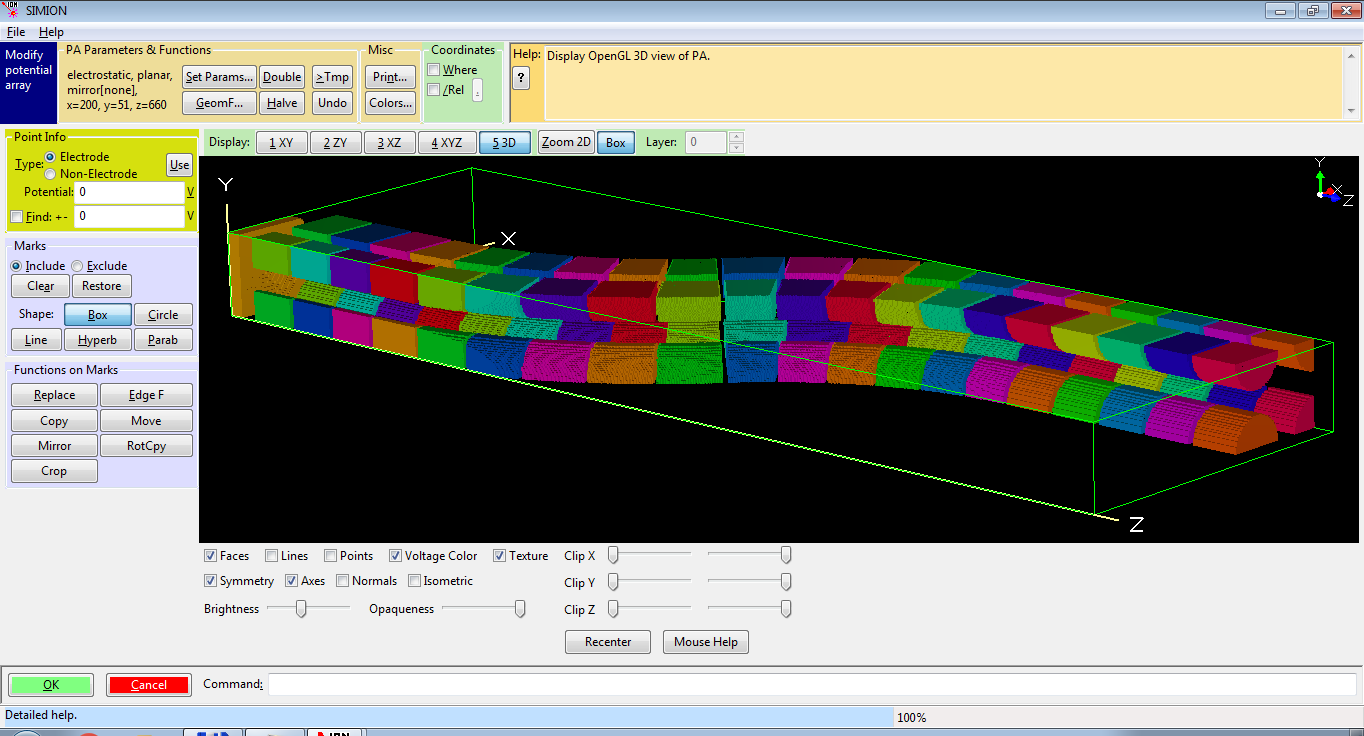 SIMION
File Help
Modify potential array
PA Parameters & Functions
electrostatic, planar,
mirror[none],
x=200, y=51, z=660
Set Params... Double >Tmp
GeomF... Halve Undo
Misc
Print...
Colors...
Coordinates
Where
/Rel .
Help:
?
Display OpenGL 3D view of PA.
Point Info
Type: Electrode
Non-Electrode
Use
Potential: 0 V
Find: +- 0 V
Display: 1 XY 2 ZY 3 XZ 4 XYZ 5 3D Zoom 2D Box Layer: 0
Marks
Include Exclude
Clear Restore
Shape: Box Circle
Line Hyperb Parab
Functions on Marks
Replace Edge F
Copy Move
Mirror RotCpy
Crop
Y
X
Z
Y
X
Z
Faces Lines Points Voltage Color Texture Clip X
Symmetry Axes Normals Isometric Clip Y
Brightness Opaqueness Clip Z
Recenter Mouse Help
OK Cancel Command:
Detailed help. 100%